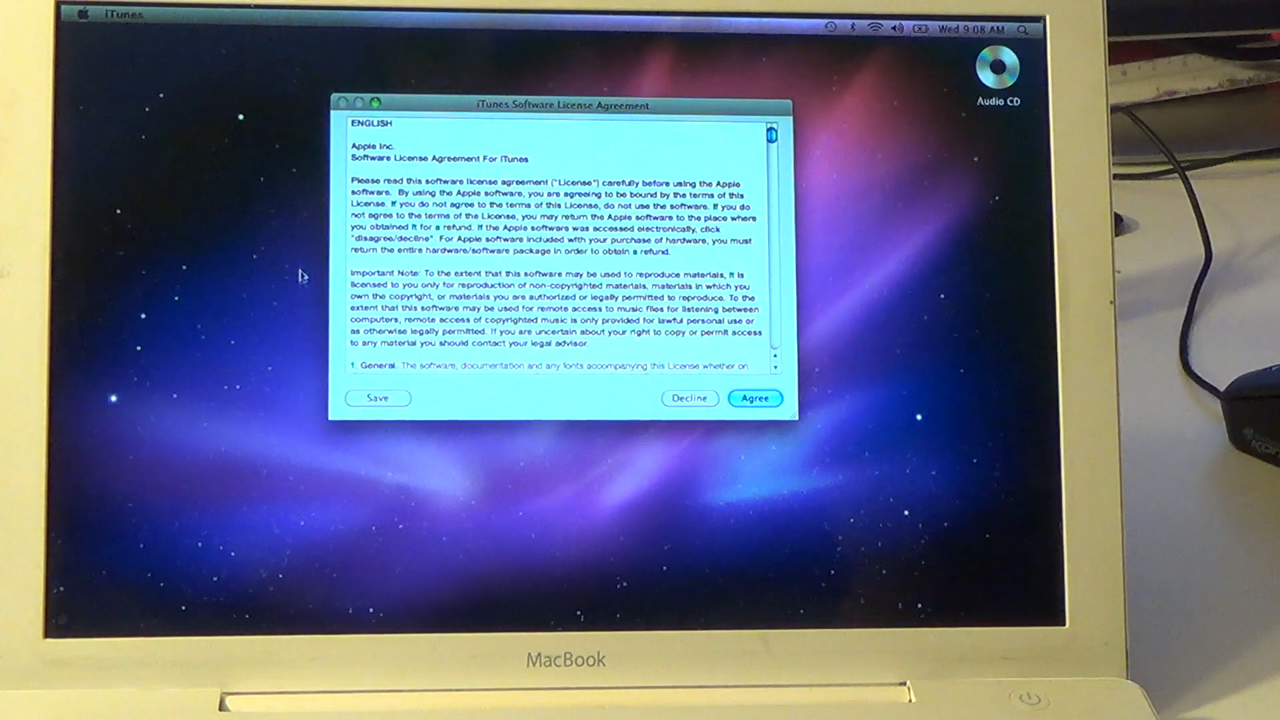 iTunes
Wed 9:08 AM
Audio CD
iTunes Software License Agreement
ENGLISH
Apple Inc.
Software License Agreement For iTunes
Please read this software license agreement ("License") carefully before using the Apple
software. By using the Apple software, you are agreeing to be bound by the terms of this
License. If you do not agree to the terms of this License, do not use the software. If you do
not agree to the terms of the License, you may return the Apple software to the place where
you obtained it for a refund. If the Apple software was accessed electronically, click
"disagree/decline". For Apple software included with your purchase of hardware, you must
return the entire hardware/software package in order to obtain a refund.
Important Note: To the extent that this software may be used to reproduce materials, it is
licensed to you only for reproduction of non-copyrighted materials, materials in which you
own the copyright, or materials you are authorized or legally permitted to reproduce. To the
extent that this software may be used for remote access to music files for listening between
computers, remote access of copyrighted music is only provided for lawful personal use or
as otherwise legally permitted. If you are uncertain about your right to copy or permit access
to any material you should contact your legal advisor.
1. General. The software, documentation and any fonts accompanying this License whether on
Save
Decline
Agree
MacBook